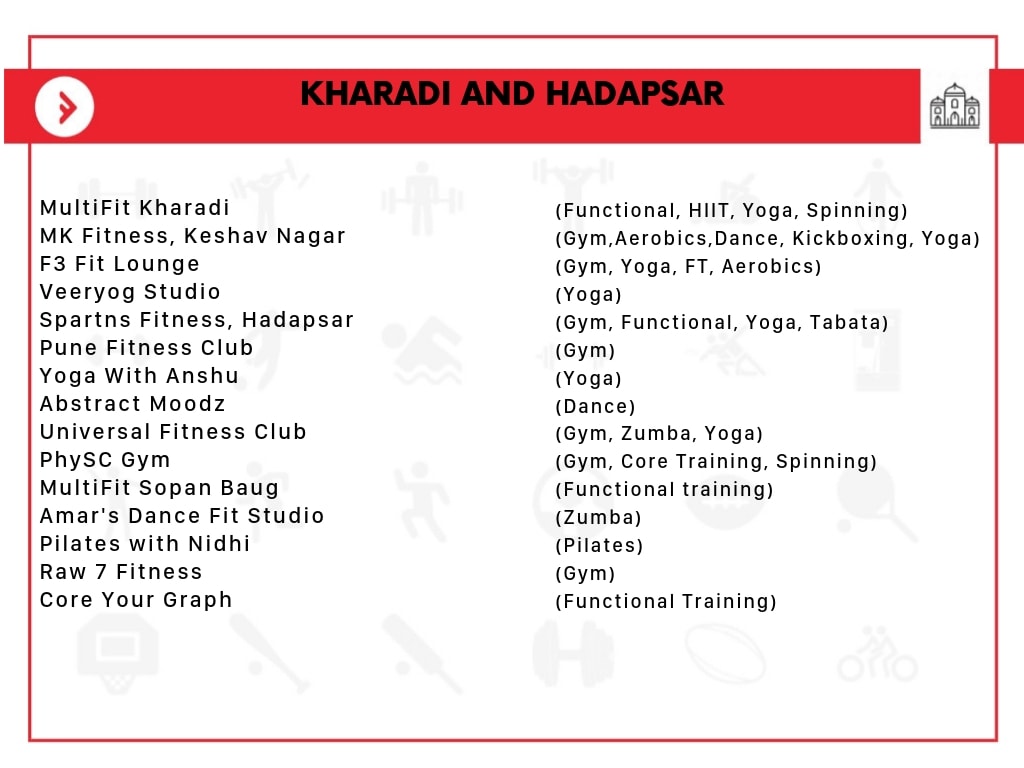 KHARADI AND HADAPSAR
MultiFit Kharadi (Functional, HIIT, Yoga, Spinning)
MK Fitness, Keshav Nagar (Gym,Aerobics,Dance, Kickboxing, Yoga)
F3 Fit Lounge (Gym, Yoga, FT, Aerobics)
Veeryog Studio (Yoga)
Spartns Fitness, Hadapsar (Gym, Functional, Yoga, Tabata)
Pune Fitness Club (Gym)
Yoga With Anshu (Yoga)
Abstract Moodz (Dance)
Universal Fitness Club (Gym, Zumba, Yoga)
PhySC Gym (Gym, Core Training, Spinning)
MultiFit Sopan Baug (Functional training)
Amar's Dance Fit Studio (Zumba)
Pilates with Nidhi (Pilates)
Raw 7 Fitness (Gym)
Core Your Graph (Functional Training)